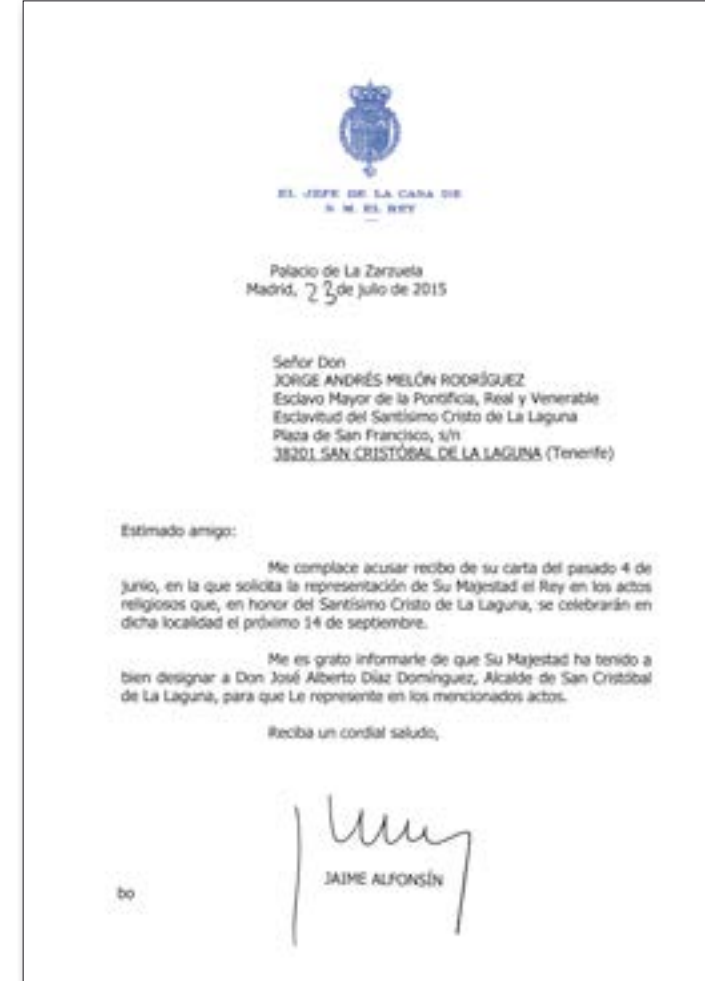 EL JEFE DE LA CASA DE
S. M. EL REY
Palacio de La Zarzuela
Madrid, 23 de julio de 2015
Señor Don
JORGE ANDRÉS MELÓN RODRÍGUEZ
Esclavo Mayor de la Pontificia, Real y Venerable
Esclavitud del Santísimo Cristo de La Laguna
Plaza de San Francisco, s/n
38201 SAN CRISTÓBAL DE LA LAGUNA (Tenerife)
Estimado amigo:
Me complace acusar recibo de su carta del pasado 4 de
junio, en la que solicita la representación de Su Majestad el Rey en los actos
religiosos que, en honor del Santísimo Cristo de La Laguna, se celebrarán en
dicha localidad el próximo 14 de septiembre.
Me es grato informarle de que Su Majestad ha tenido a
bien designar a Don José Alberto Díaz Domínguez, Alcalde de San Cristóbal
de La Laguna, para que Le represente en los mencionados actos.
Reciba un cordial saludo,
JAIME ALFONSÍN
bo